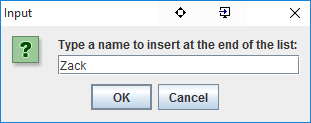 Input
Type a name to insert at the end of the list:
Zack
OK Cancel